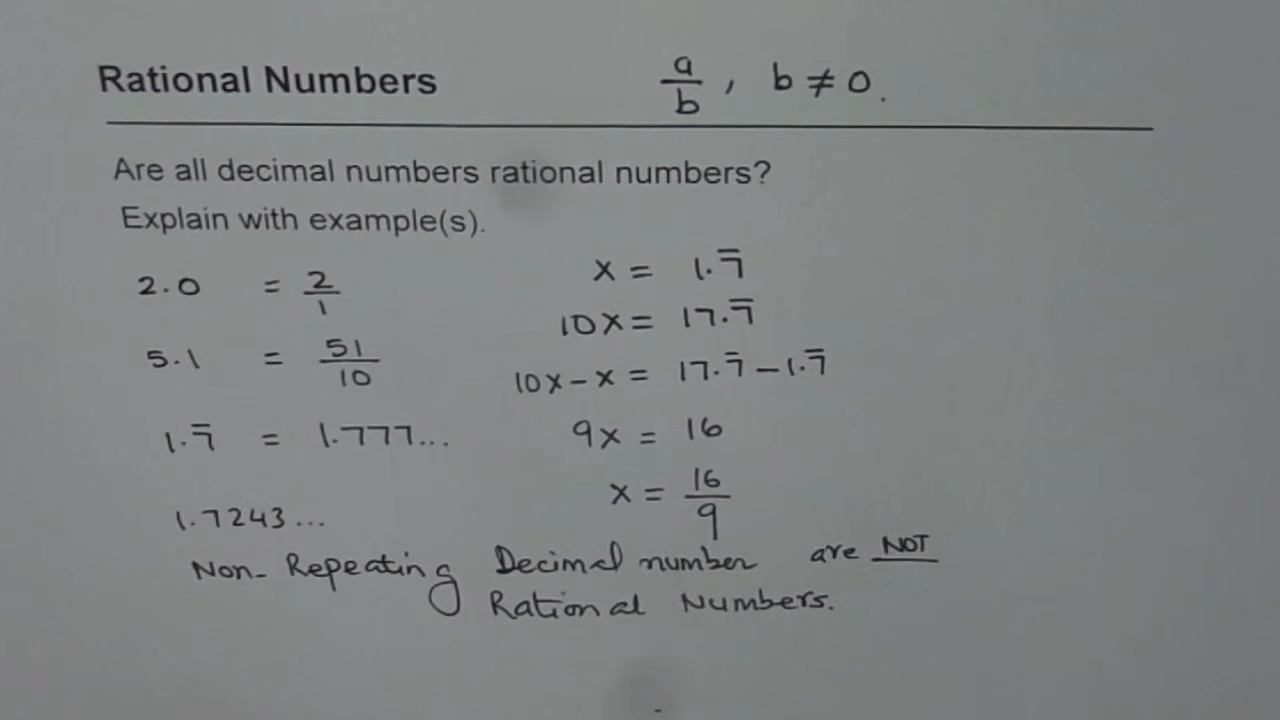 Rational Numbers a/b , b ≠ 0.
Are all decimal numbers rational numbers?
Explain with example(s).
2.0 = 2/1
5.1 = 51/10
1.7̅ = 1.777...
1.7243...
x = 1.7̅
10x = 17.7̅
10x - x = 17.7̅ - 1.7̅
9x = 16
x = 16/9
Non-Repeating Decimal number are NOT
Rational Numbers.